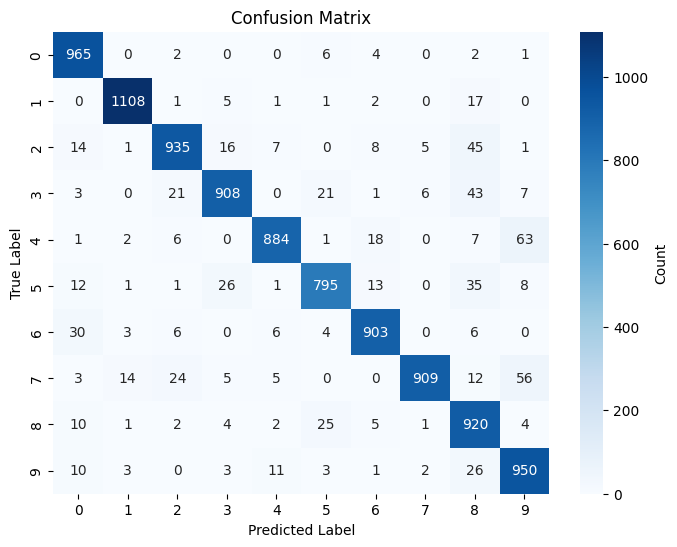 Confusion Matrix
0 965 0 2 0 0 6 4 0 2 1
1 0 1108 1 5 1 1 2 0 17 0
2 14 1 935 16 7 0 8 5 45 1
3 3 0 21 908 0 21 1 6 43 7
4 1 2 6 0 884 1 18 0 7 63
5 12 1 1 26 1 795 13 0 35 8
6 30 3 6 0 6 4 903 0 6 0
7 3 14 24 5 5 0 0 909 12 56
8 10 1 2 4 2 25 5 1 920 4
9 10 3 0 3 11 3 1 2 26 950
0 1 2 3 4 5 6 7 8 9
Predicted Label
True Label
1000
800
600
400
200
0
Count